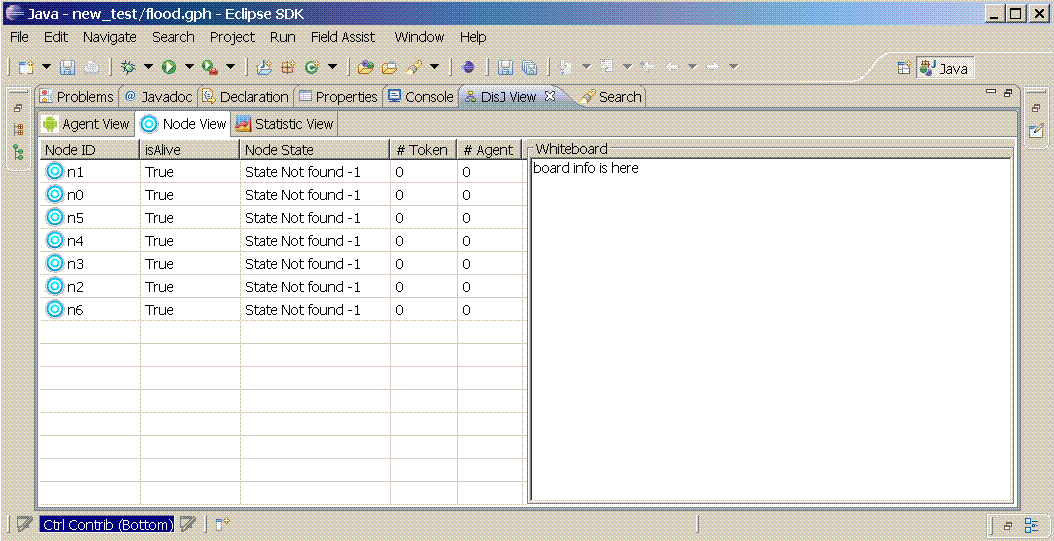 Java - new_test/flood.gph - Eclipse SDK
File Edit Navigate Search Project Run Field Assist Window Help
Java
Problems @ Javadoc Declaration Properties Console DisJ View Search
Agent View Node View Statistic View
Node ID isAlive Node State # Token # Agent Whiteboard
n1 True State Not found -1 0 0 board info is here
n0 True State Not found -1 0 0
n5 True State Not found -1 0 0
n4 True State Not found -1 0 0
n3 True State Not found -1 0 0
n2 True State Not found -1 0 0
n6 True State Not found -1 0 0
Ctrl Contrib (Bottom)